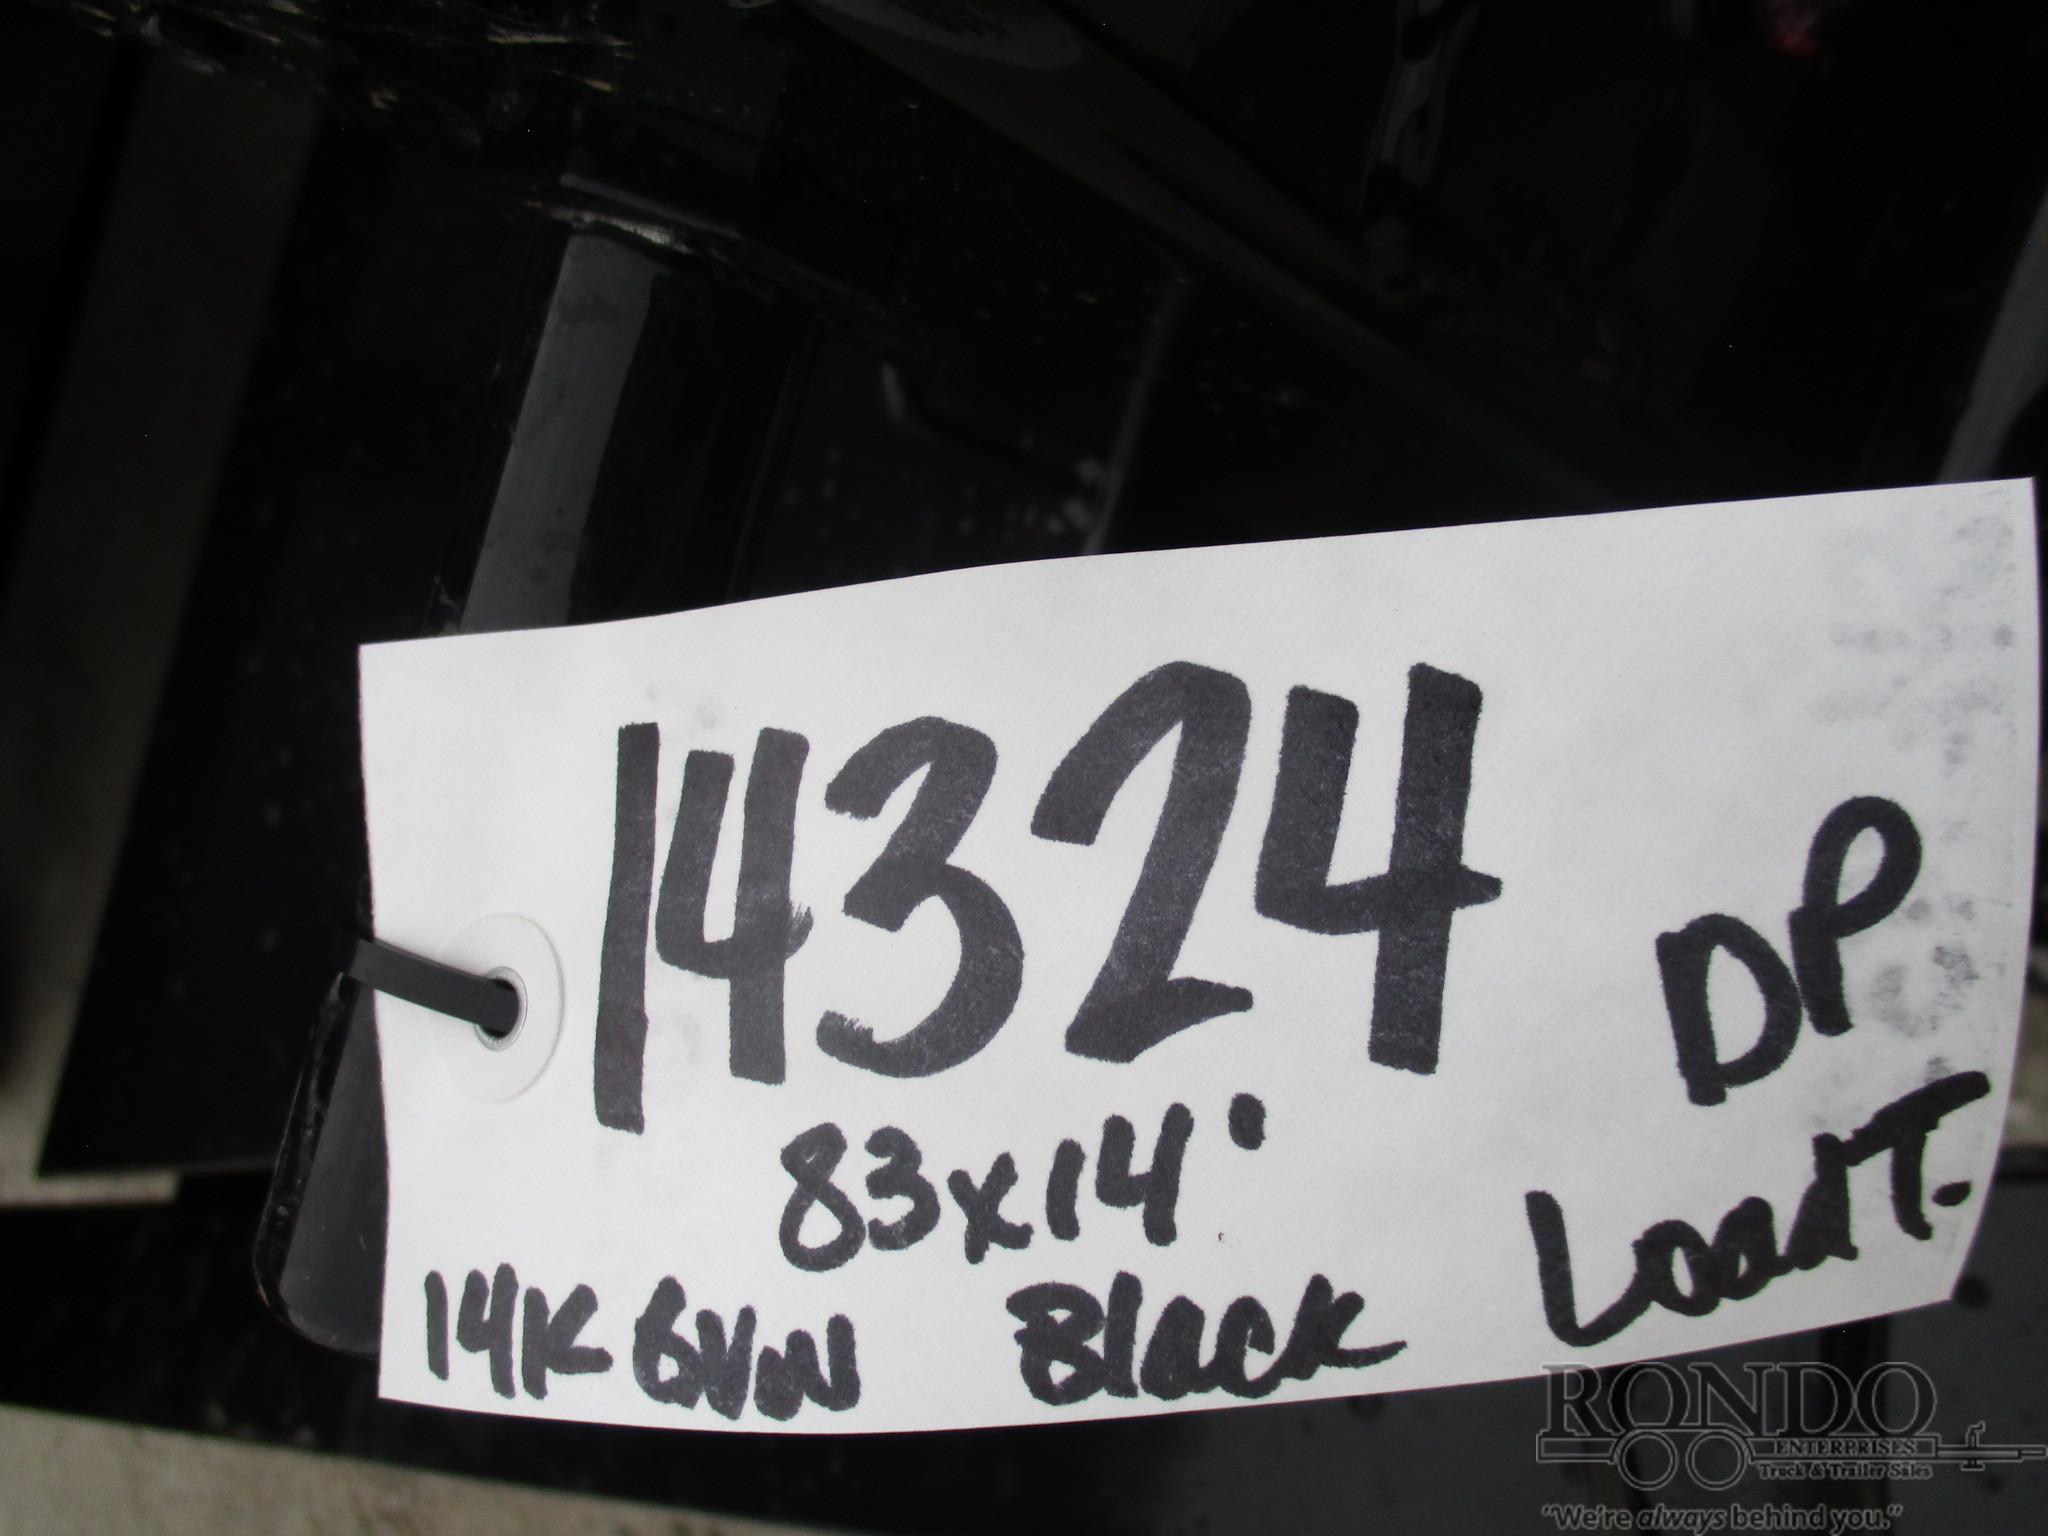 14324
83x14'
14K GVW Black
DP
LOADT.
RONDO
ENTERPRISES
Truck & Trailer Sales
"We're always behind you."